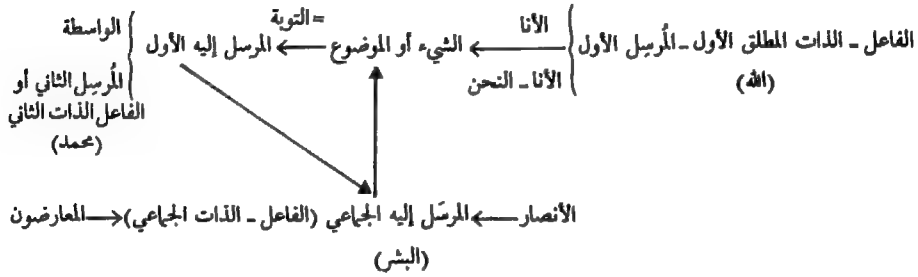 الفاعل - الذات المطلق الأول - المُرسِل الأول
(الله)
الأنا
الأنا - النحن
الشيء أو الموضوع
= التوبة
المرسل إليه الأول
الواسطة
المُرسِل الثاني أو
الفاعل الذات الثاني
(محمد)
الأنصار
المرسَل إليه الجماعي (الفاعل - الذات الجماعي)
(البشر)
المعارضون